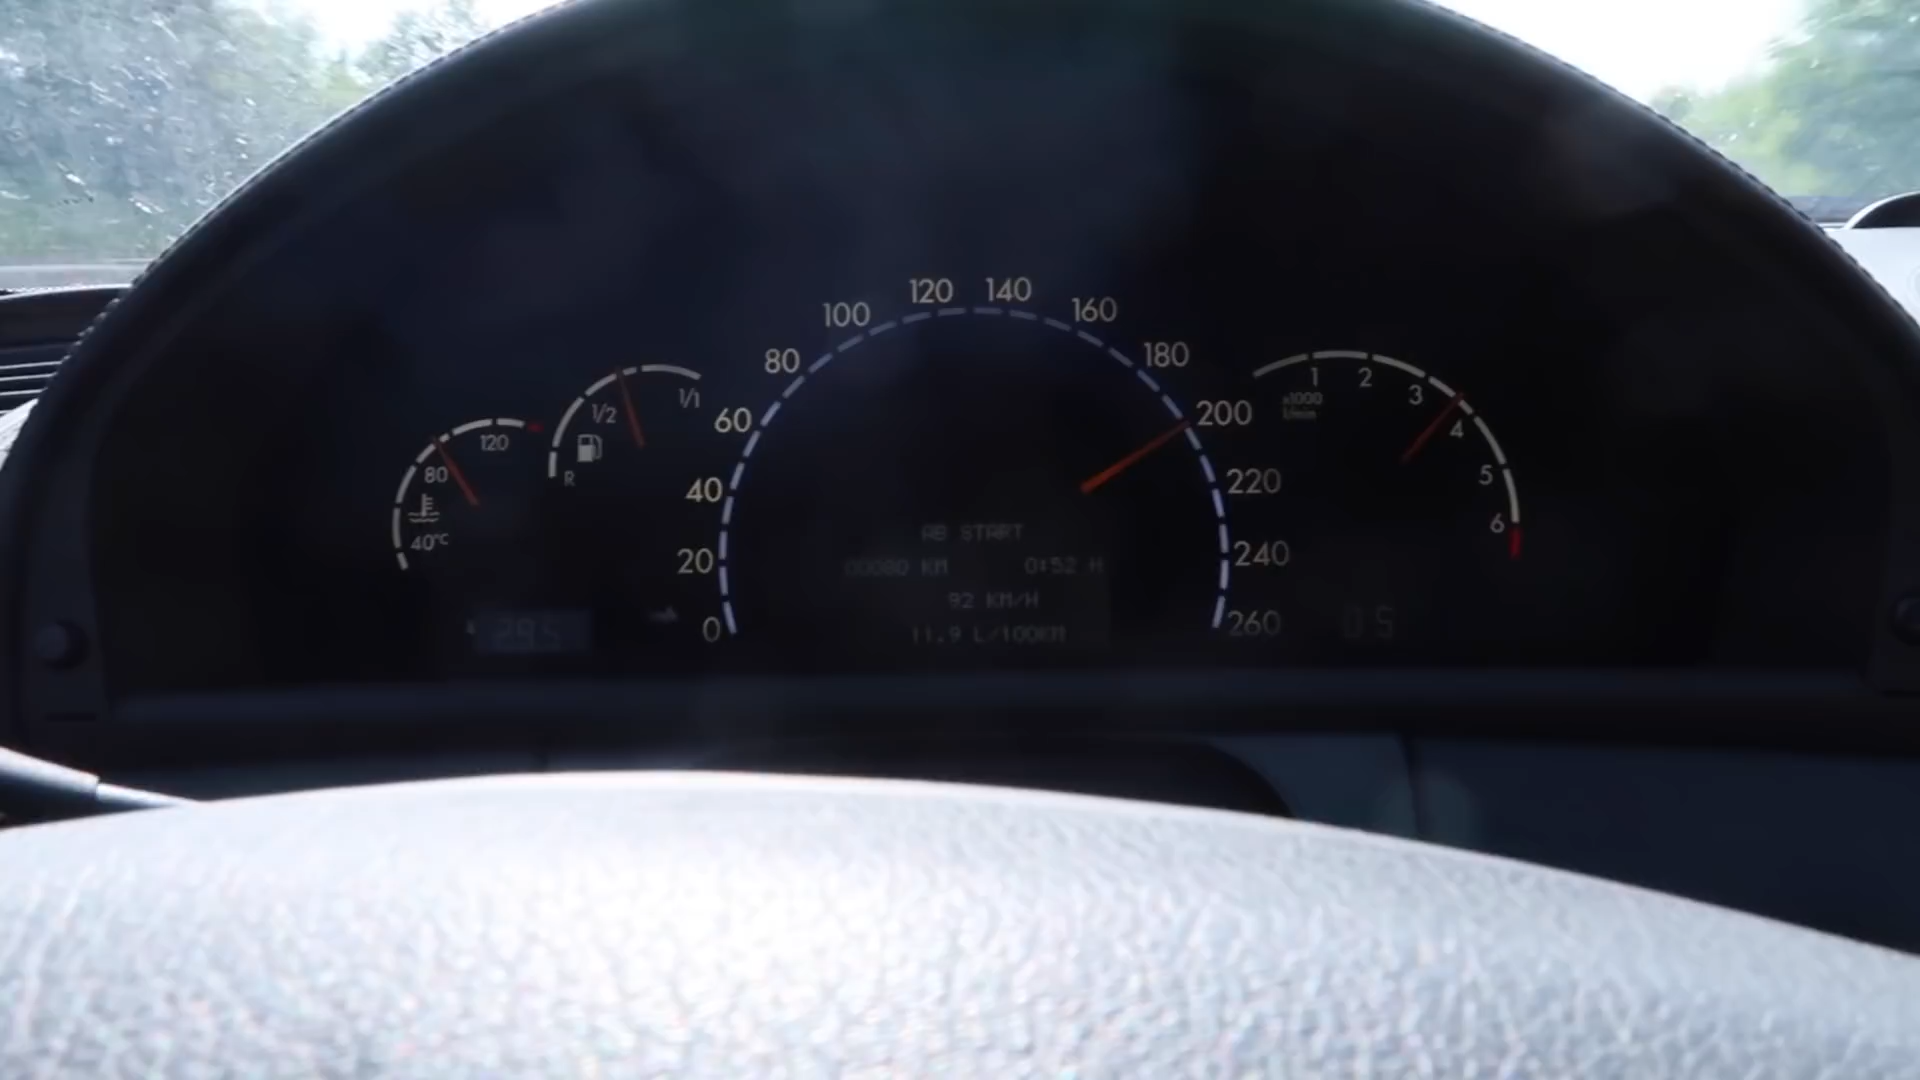 120 140
100 160
80 180
60 200
40 220
20 240
0 260
120
80
40°C
1/2 1/1
R
1 2 3 4 5 6
x1000
1/min
AB START
00080 KM 0:52 H
92 KM/H
11.9 L/100KM